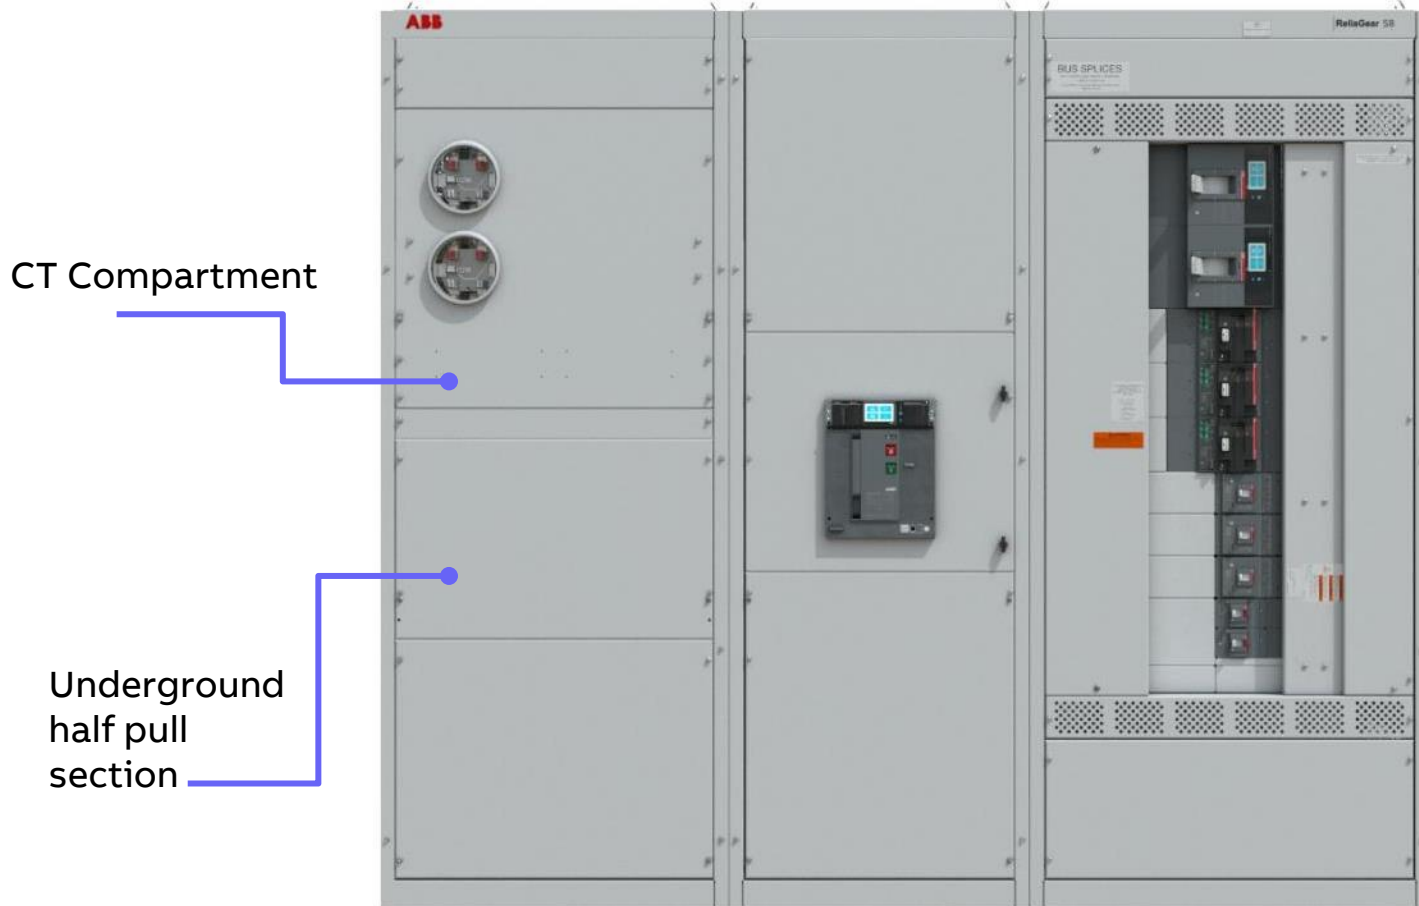 ABB
ReliaGear SB
BUS SPLICES
CT Compartment
Underground
half pull
section